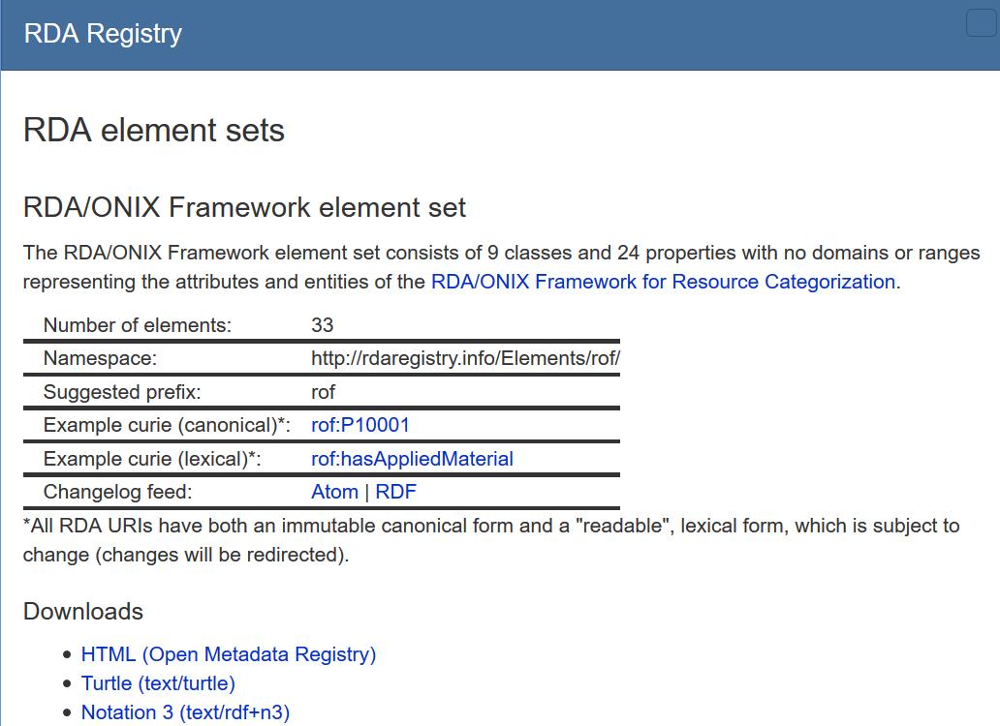 RDA Registry
RDA element sets
RDA/ONIX Framework element set
The RDA/ONIX Framework element set consists of 9 classes and 24 properties with no domains or ranges
representing the attributes and entities of the RDA/ONIX Framework for Resource Categorization.
Number of elements: 33
Namespace: http://rdaregistry.info/Elements/rof/
Suggested prefix: rof
Example curie (canonical)*: rof:P10001
Example curie (lexical)*: rof:hasAppliedMaterial
Changelog feed: Atom | RDF
*All RDA URIs have both an immutable canonical form and a "readable", lexical form, which is subject to
change (changes will be redirected).
Downloads
• HTML (Open Metadata Registry)
• Turtle (text/turtle)
• Notation 3 (text/rdf+n3)